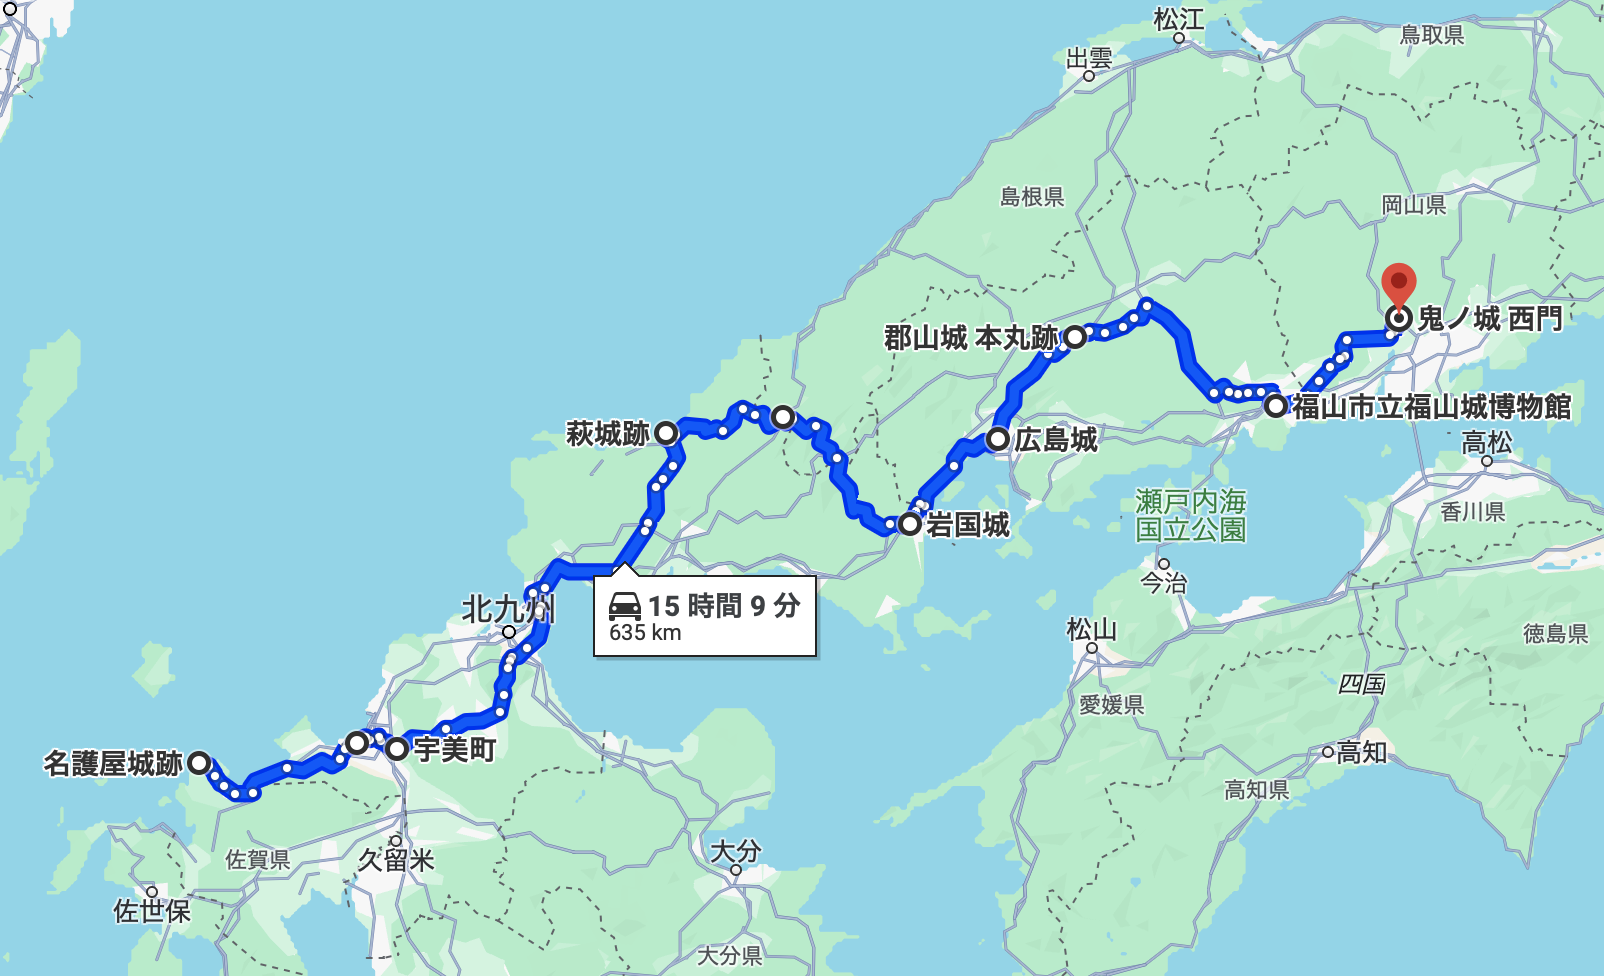 松江
鳥取県
出雲
島根県
岡山県
鬼ノ城 西門
郡山城 本丸跡
福山市立福山城博物館
萩城跡
広島城
高松
瀬戸内海
国立公園
香川県
岩国城
今治
北九州
15 時間 9 分
635 km
松山
徳島県
四国
愛媛県
名護屋城跡
宇美町
高知
高知県
佐賀県
久留米
大分
佐世保
大分県